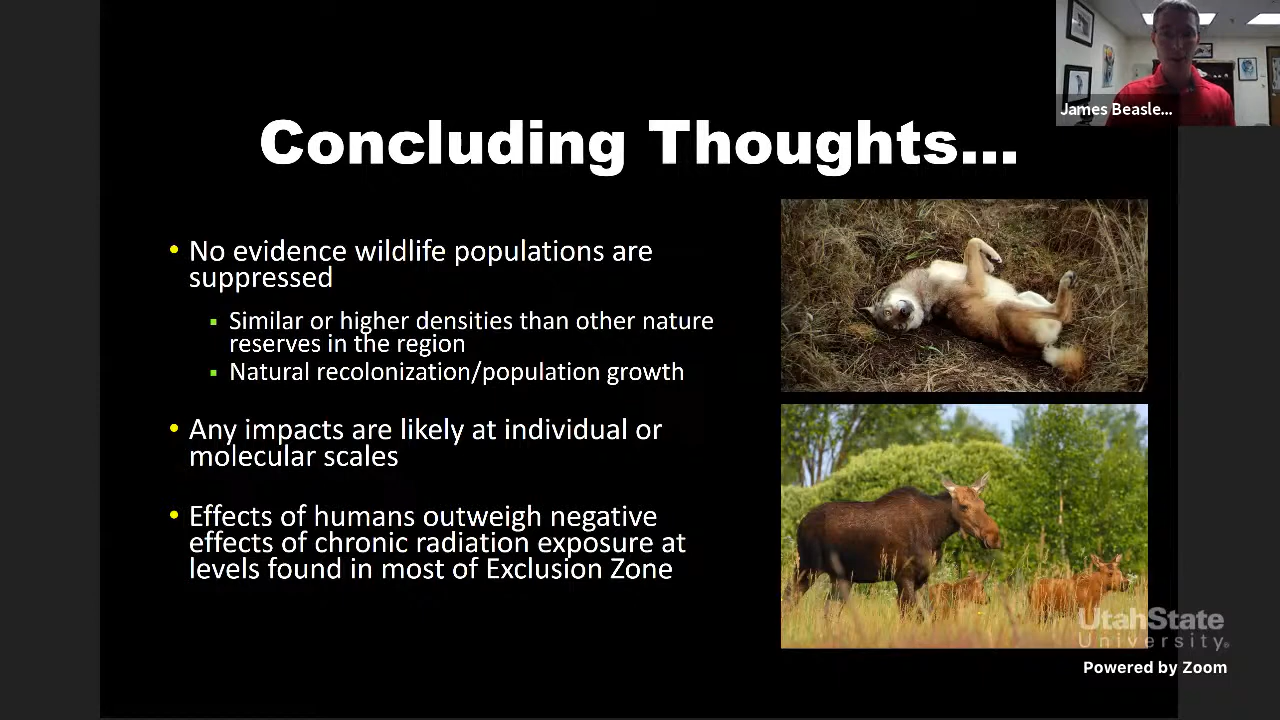 James Beasle...
Concluding Thoughts...
• No evidence wildlife populations are
suppressed
▪ Similar or higher densities than other nature
reserves in the region
▪ Natural recolonization/population growth
• Any impacts are likely at individual or
molecular scales
• Effects of humans outweigh negative
effects of chronic radiation exposure at
levels found in most of Exclusion Zone
UtahState
University®
Powered by Zoom